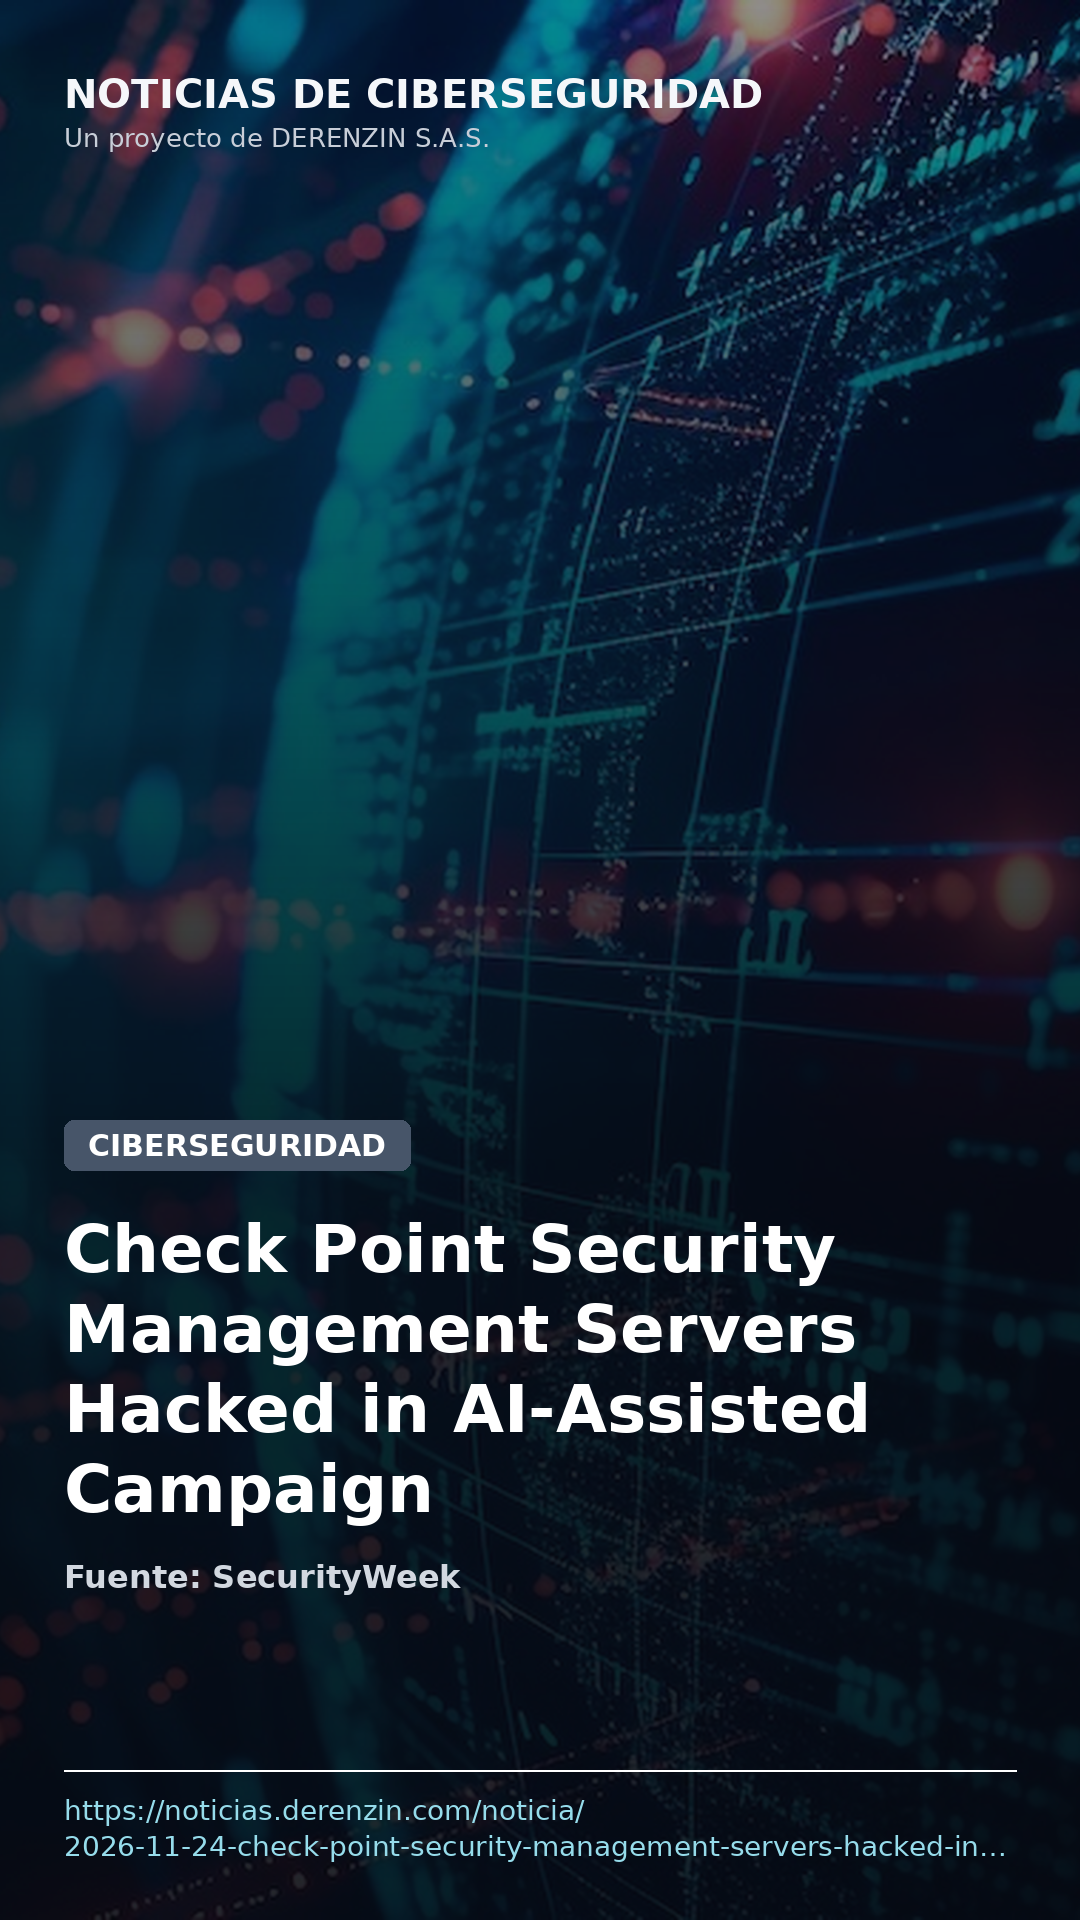 NOTICIAS DE CIBERSEGURIDAD
Un proyecto de DERENZIN S.A.S.
CIBERSEGURIDAD
Check Point Security
Management Servers
Hacked in AI-Assisted
Campaign
Fuente: SecurityWeek
https://noticias.derenzin.com/noticia/
2026-11-24-check-point-security-management-servers-hacked-in...